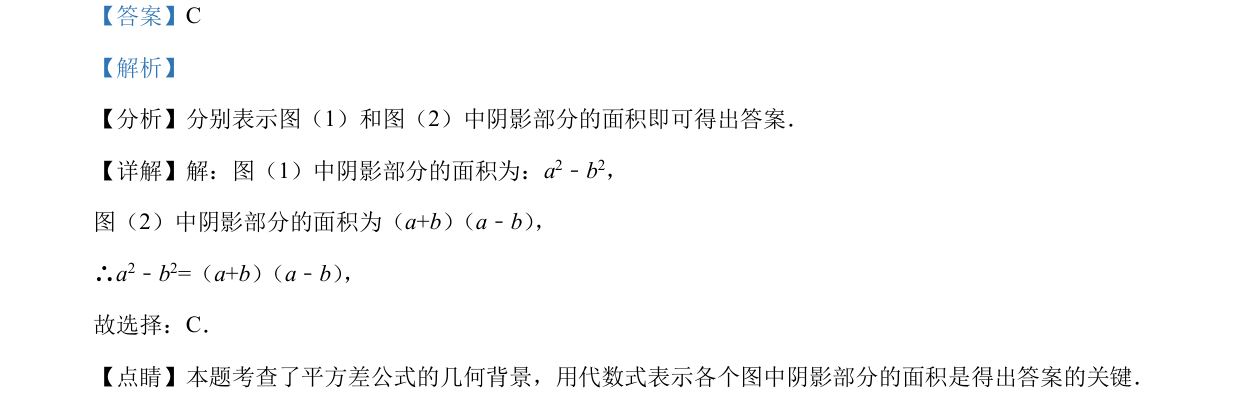 【答案】C
【解析】
【分析】分别表示图（1）和图（2）中阴影部分的面积即可得出答案．
【详解】解：图（1）中阴影部分的面积为：a²﹣b²，
图（2）中阴影部分的面积为（a+b）（a﹣b），
∴a²﹣b²=（a+b）（a﹣b），
故选择：C．
【点睛】本题考查了平方差公式的几何背景，用代数式表示各个图中阴影部分的面积是得出答案的关键．